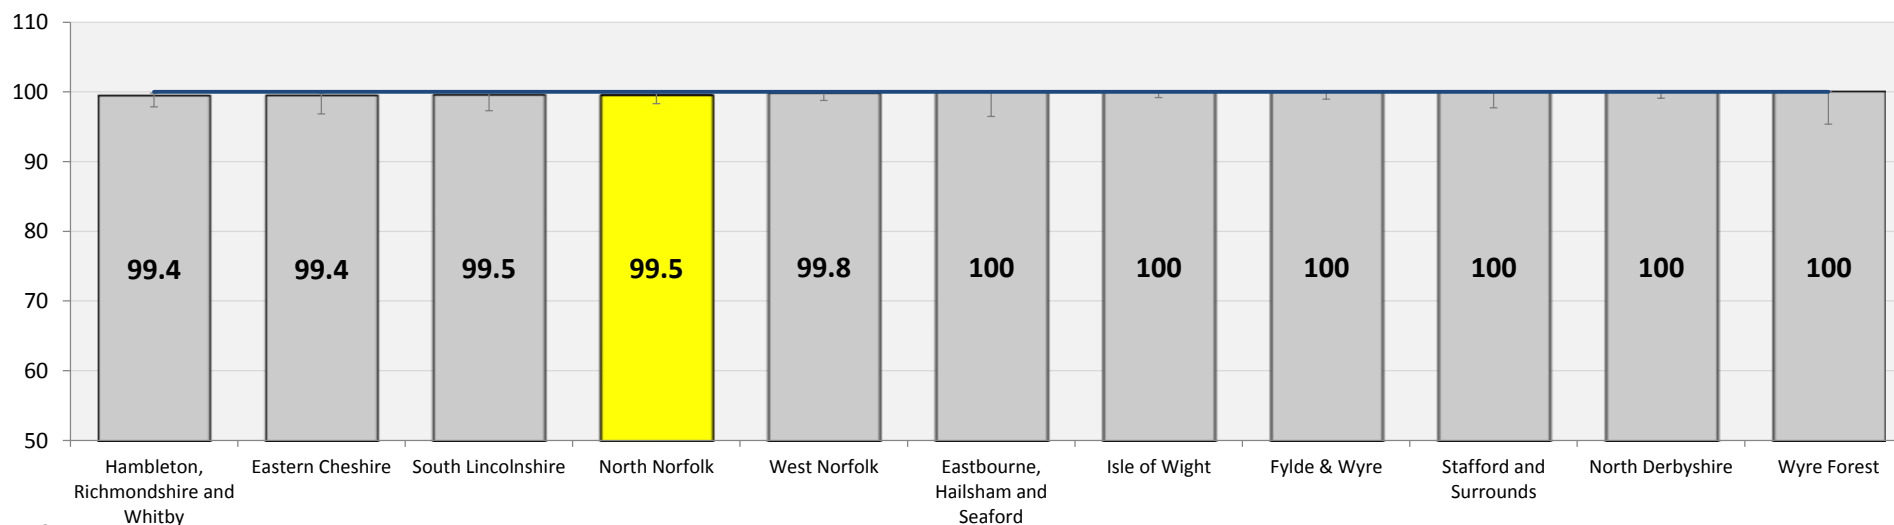 110
100
90
80
70
60
50
99.4
99.4
99.5
99.5
99.8
100
100
100
100
100
100
Hambleton,
Richmondshire and
Whitby
Eastern Cheshire
South Lincolnshire
North Norfolk
West Norfolk
Eastbourne,
Hailsham and
Seaford
Isle of Wight
Fylde & Wyre
Stafford and
Surrounds
North Derbyshire
Wyre Forest